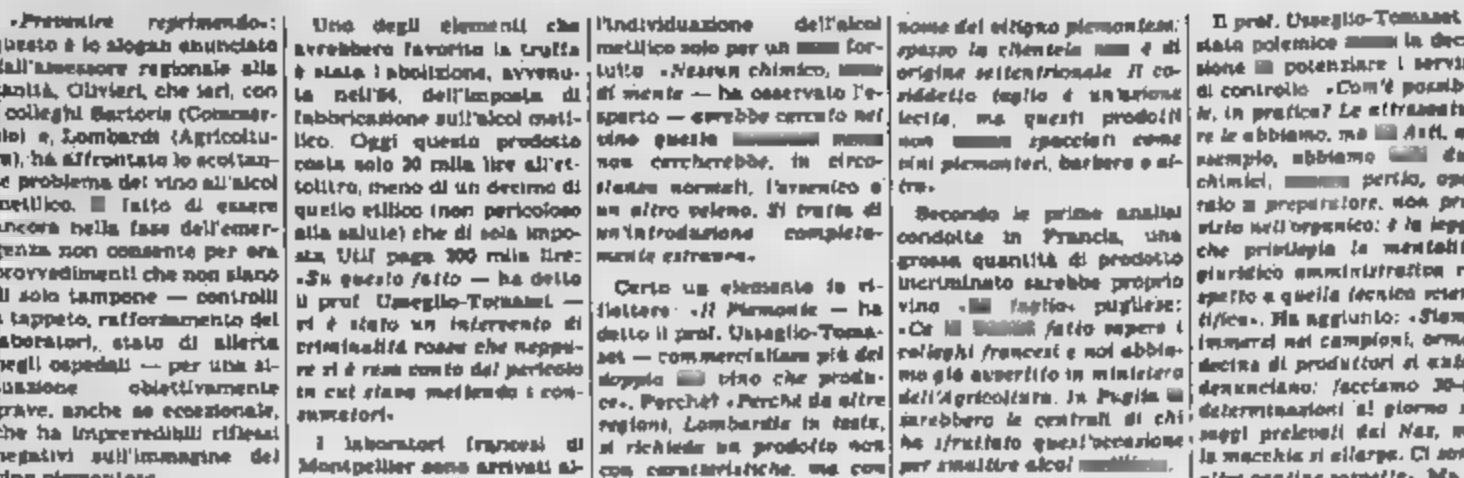 «Prevenire reprimendo»:
questo è lo slogan enunciato
dall'assessore regionale alla
sanità, Olivieri, che ieri, con
colleghi Sartoris (Commer-
cio) e, Lombardi (Agricoltu-
ra), ha affrontato lo scottan-
te problema del vino all'alcol
metilico. fatto di essere
ancora nella fase dell'emer-
genza non consente per ora
provvedimenti che non siano
di solo tampone — controlli
a tappeto, rafforzamento dei
laboratori, stato di allerta
negli ospedali — per una si-
tuazione obiettivamente
grave, anche se eccezionale,
che ha imprevedibili riflessi
negativi sull'immagine del
Uno degli elementi che
avrebbero favorito la truffa
è stata l'abolizione, avvenu-
ta nell'84, dell'imposta di
fabbricazione sull'alcol meti-
lico. Oggi questo prodotto
costa solo 30 mila lire all'et-
tolitro, meno di un decimo di
quello etilico (non pericoloso
alla salute) che di sola impo-
sta Utif paga 300 mila lire:
«Su questo fatto — ha detto
il prof Usseglio-Tomasset —
vi è stato un intervento di
criminalità rossa che neppu-
re si è resa conto del pericolo
in cui stava mettendo i con-
sumatori».
I laboratori francesi di
Montpellier sono arrivati al-
l'individuazione dell'alcol
metilico solo per un for-
tuito «Nessun chimico,
di mente — ha osservato l'e-
sperto — avrebbe cercato nel
vino questa
non cercherebbe, in circo-
stanze normali, l'arsenico o
un altro veleno. Si tratta di
un'introduzione completa-
mente estranea».
Certo un elemento fa ri-
flettere «Il Piemonte — ha
detto il prof. Usseglio-Tomas-
set — commercializza più del
doppio vino che produ-
ce». Perché? «Perché da altre
regioni, Lombardia in testa,
si richiede un prodotto non
con caratteristiche, ma con
nome del vitigno piemontese:
spesso la clientela è di
origine settentrionale Il co-
siddetto taglio è un'azione
lecita, ma questi prodotti
non spacciati come
vini piemontesi, barbera o al-
tro».
Secondo le prime analisi
condotte in Francia, una
grossa quantità di prodotto
incriminato sarebbe proprio
vino « taglio» pugliese:
«Ce fatto sapere i
colleghi francesi e noi abbia-
mo già avvertito in ministero
dell'Agricoltura. In Puglia
sarebbero le centrali di chi
ha sfruttato quest'occasione
per smaltire alcol
Il prof. Usseglio-Tomasset
stato polemico la deci-
sione potenziare i servizi
di controllo «Com'è possibi-
le, in pratica? Le attrezzatu-
re le abbiamo, ma Asti, ad
esempio, abbiamo
chimici, perito,
e preparatore, non pre-
visto nell'organico: è la legge
che privilegia la mentalità
giuridico amministrativa ri-
spetto a quella tecnico scien-
tifica». Ha aggiunto: «Siamo
immersi nei campioni,
decina di produttori si auto-
denunciano: facciamo
determinazioni al giorno
saggi prelevati dai Nas,
la macchia si allarga. Ci sono